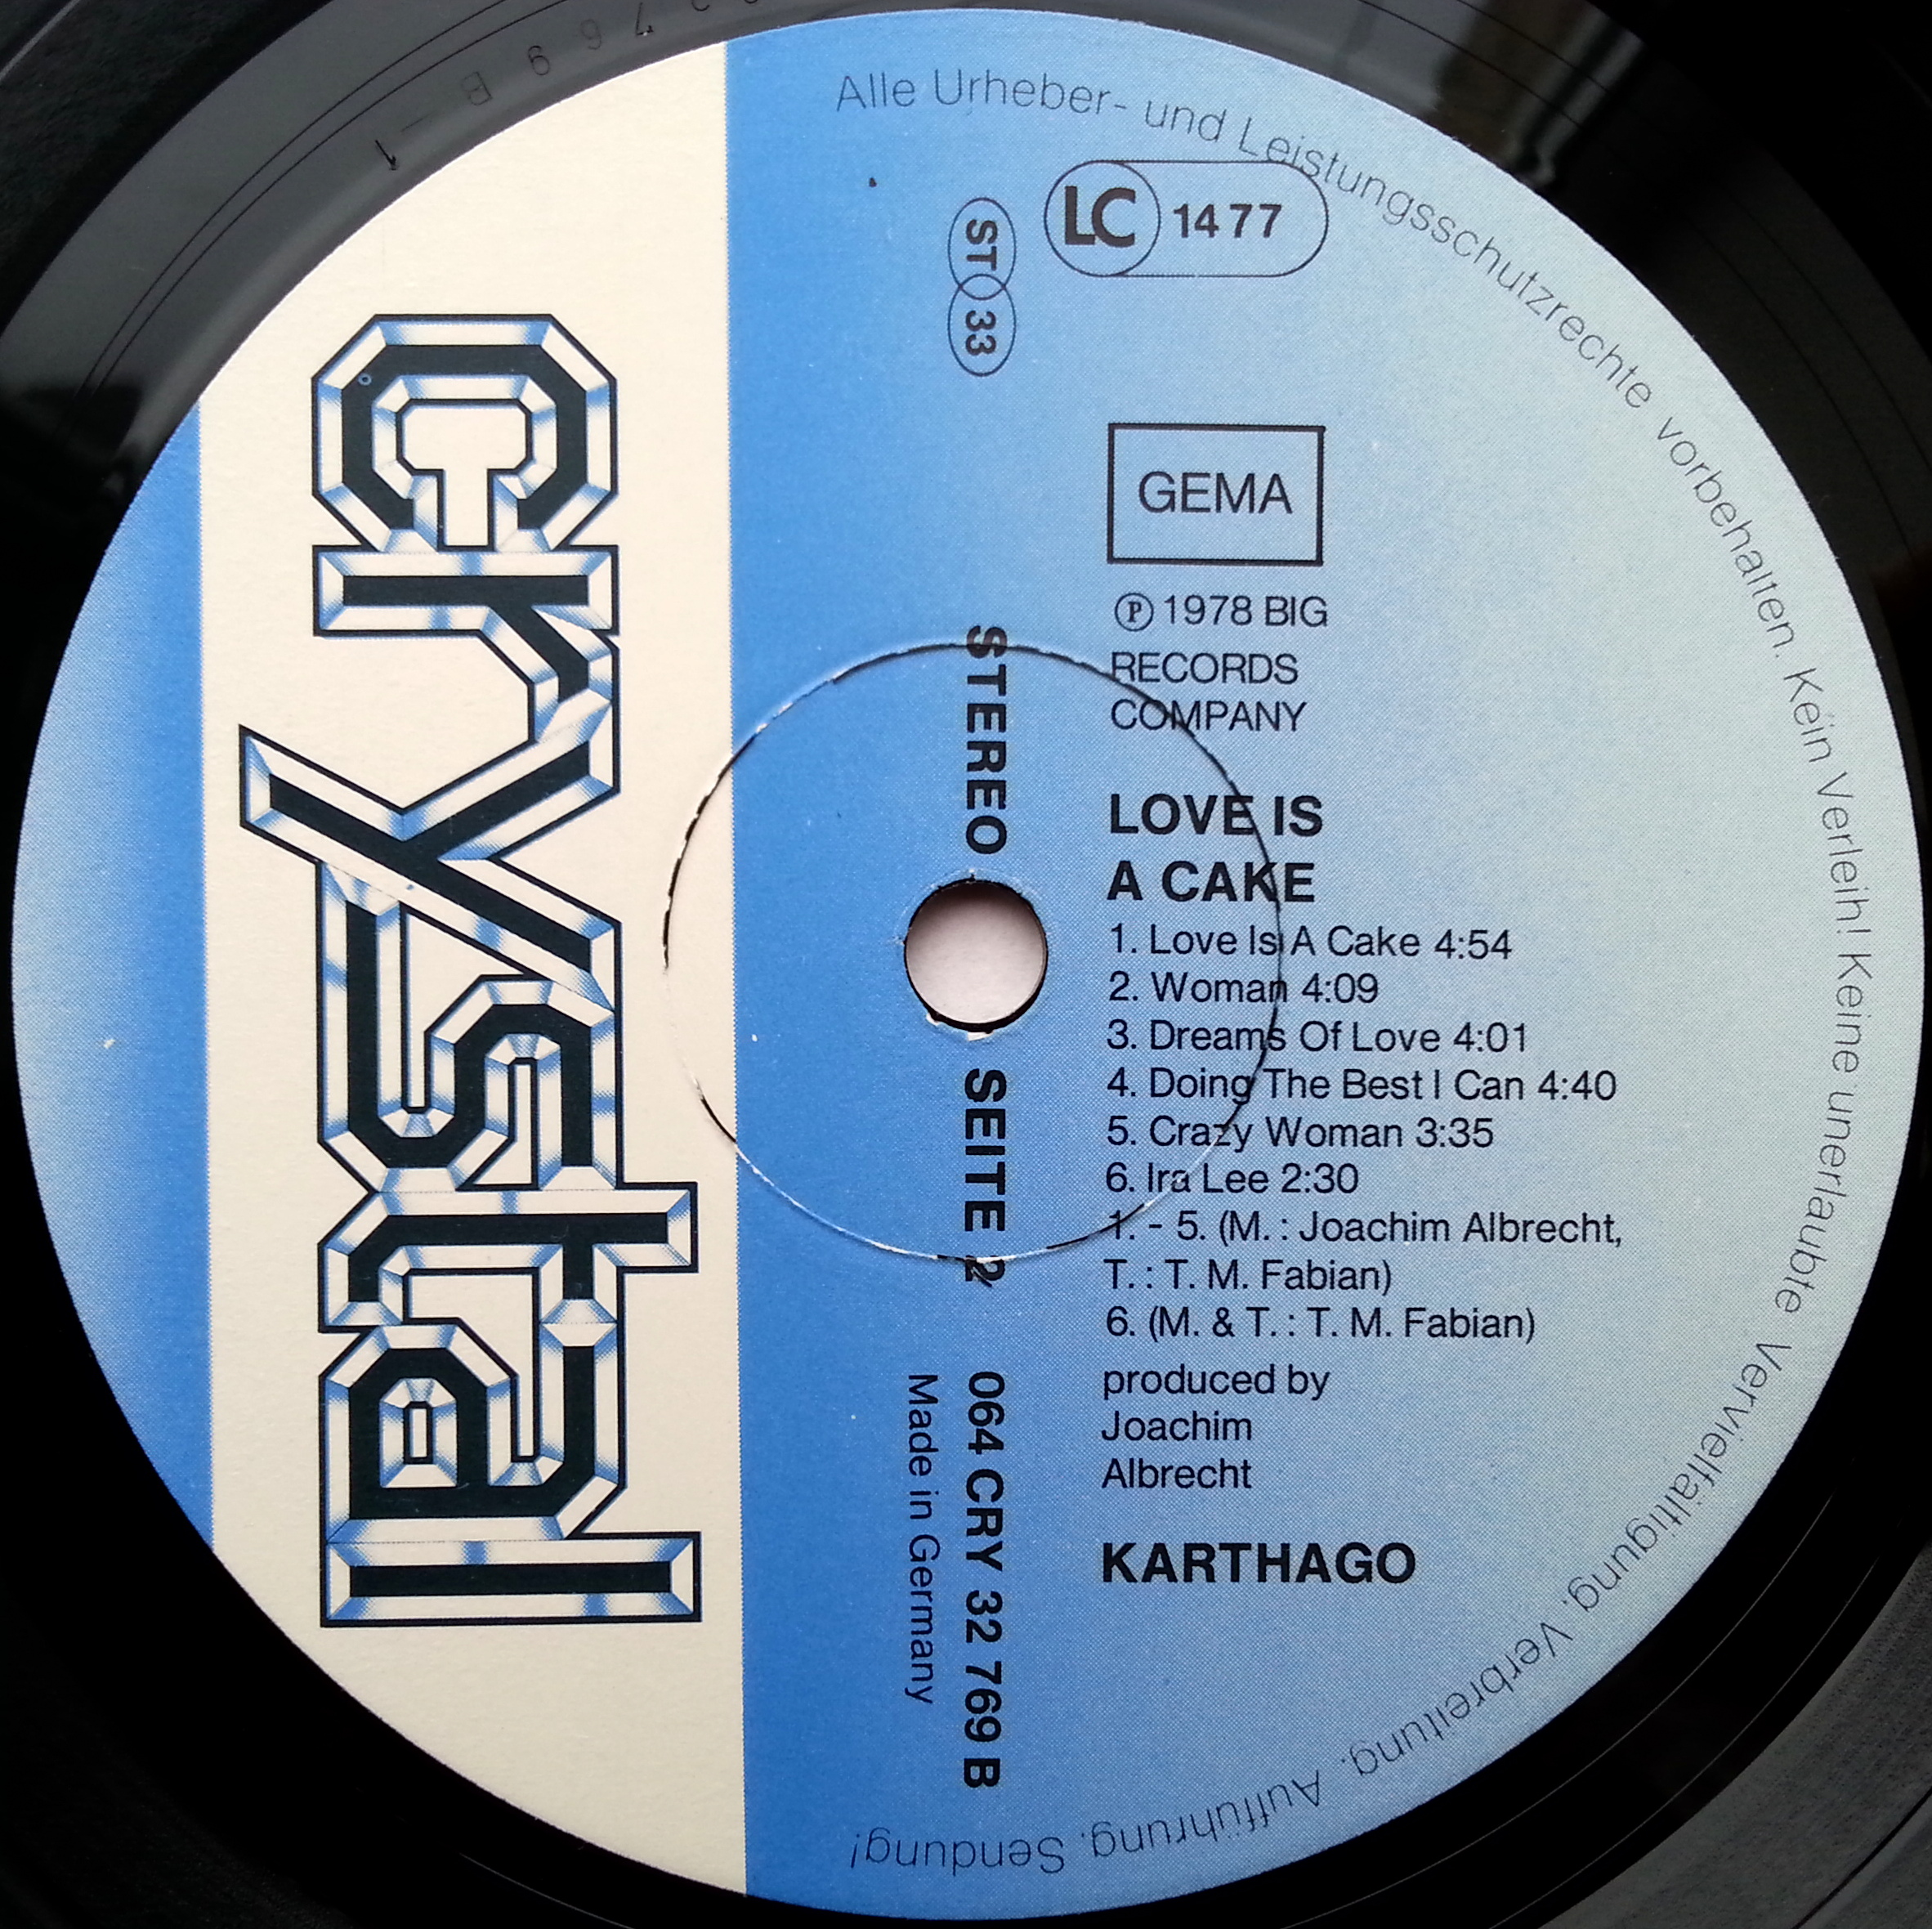 Alle Urheber- und Leistungsschutzrechte vorbehalten. Kein Verleih! Keine unerlaubte Vervielfältigung, Verbreitung, Aufführung, Sendung!
crystal
ST 33
LC 1477
GEMA
℗ 1978 BIG
RECORDS
COMPANY
STEREO SEITE 2 064 CRY 32 769 B
Made in Germany
LOVE IS
A CAKE
1. Love Is A Cake 4:54
2. Woman 4:09
3. Dreams Of Love 4:01
4. Doing The Best I Can 4:40
5. Crazy Woman 3:35
6. Ira Lee 2:30
1. - 5. (M. : Joachim Albrecht,
T. : T. M. Fabian)
6. (M. & T. : T. M. Fabian)
produced by
Joachim
Albrecht
KARTHAGO